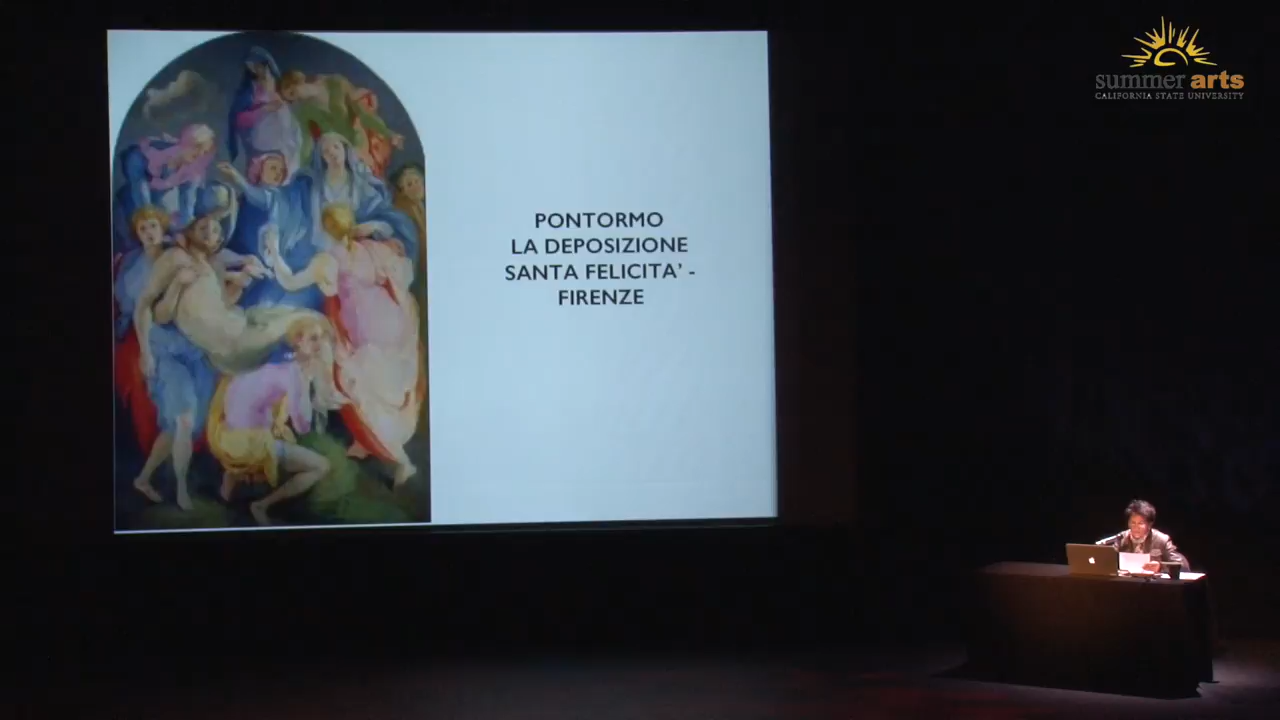 summer arts
CALIFORNIA STATE UNIVERSITY
PONTORMO
LA DEPOSIZIONE
SANTA FELICITA’ -
FIRENZE